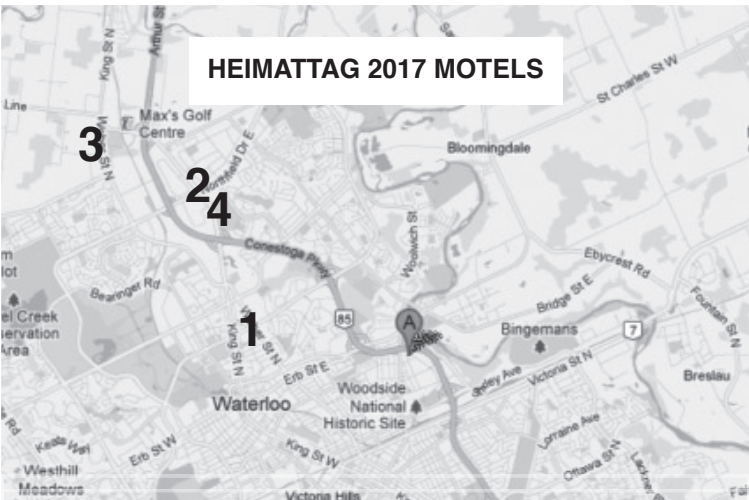 King St N
Arthur St
HEIMATTAG 2017 MOTELS
St Charles St W
Line
Max's Golf
Centre
3
Bloomingdale
2
4
Woolwich St
Conestoga Pkwy
Ebycrest Rd
Bearinger Rd
Bridge St E
Fountain St N
el Creek
servation
Area
1
King St N
85
A
Bingemans
7
Erb St E
Victoria St N
Breslau
Woodside
National
Historic Site
Waterloo
Lorraine Ave
Erb St W
King St W
Ottawa St N
Westhill
Meadows
Victoria Hills